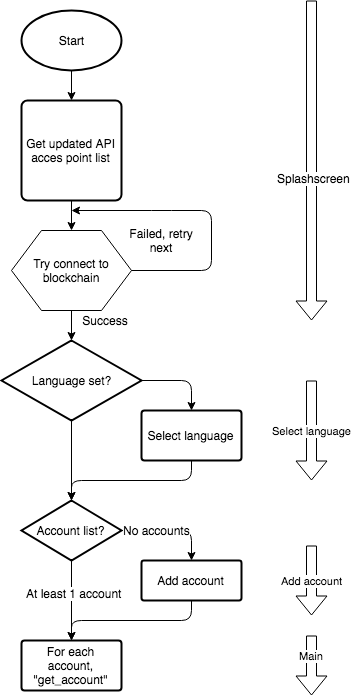 Start
Get updated API
acces point list
Splashscreen
Failed, retry
next
Try connect to
blockchain
Success
Language set?
Select language
Select language
Account list?
No accounts
Add account
Add account
At least 1 account
For each
account,
"get_account"
Main